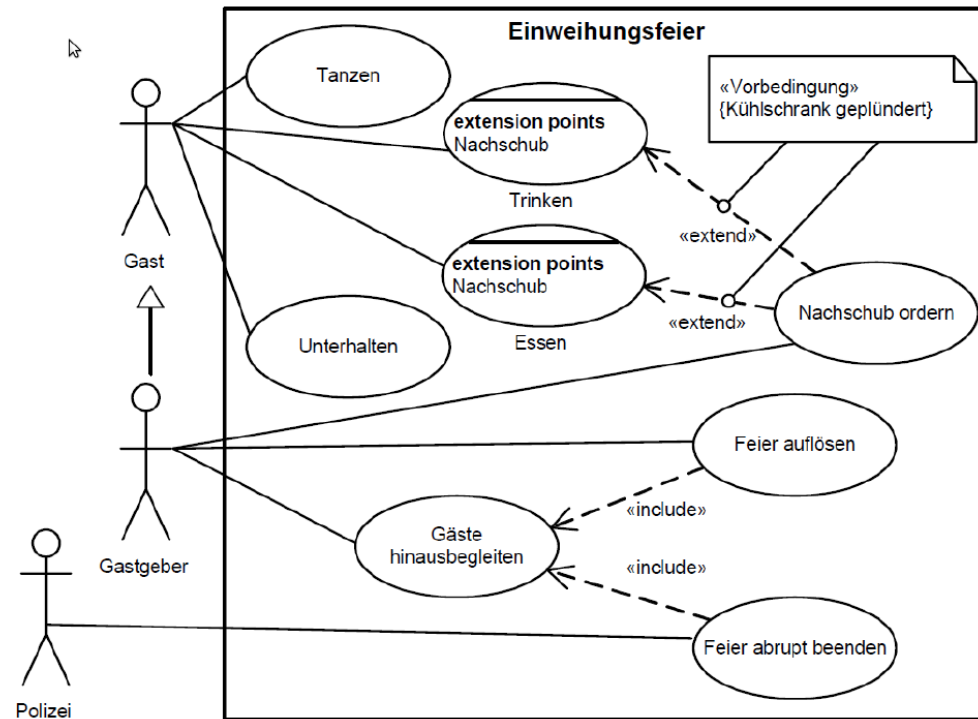 Einweihungsfeier
Tanzen
«Vorbedingung»
{Kühlschrank geplündert}
extension points
Nachschub
Trinken
«extend»
Gast
extension points
Nachschub
Essen
«extend»
Nachschub ordern
Unterhalten
Feier auflösen
«include»
Gäste
hinausbegleiten
Gastgeber
«include»
Feier abrupt beenden
Polizei